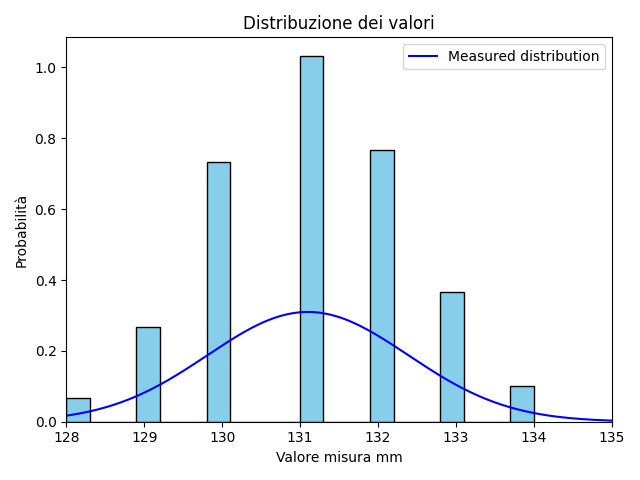 Distribuzione dei valori
Measured distribution
1.0
0.8
0.6
0.4
0.2
0.0
Probabilità
128 129 130 131 132 133 134 135
Valore misura mm